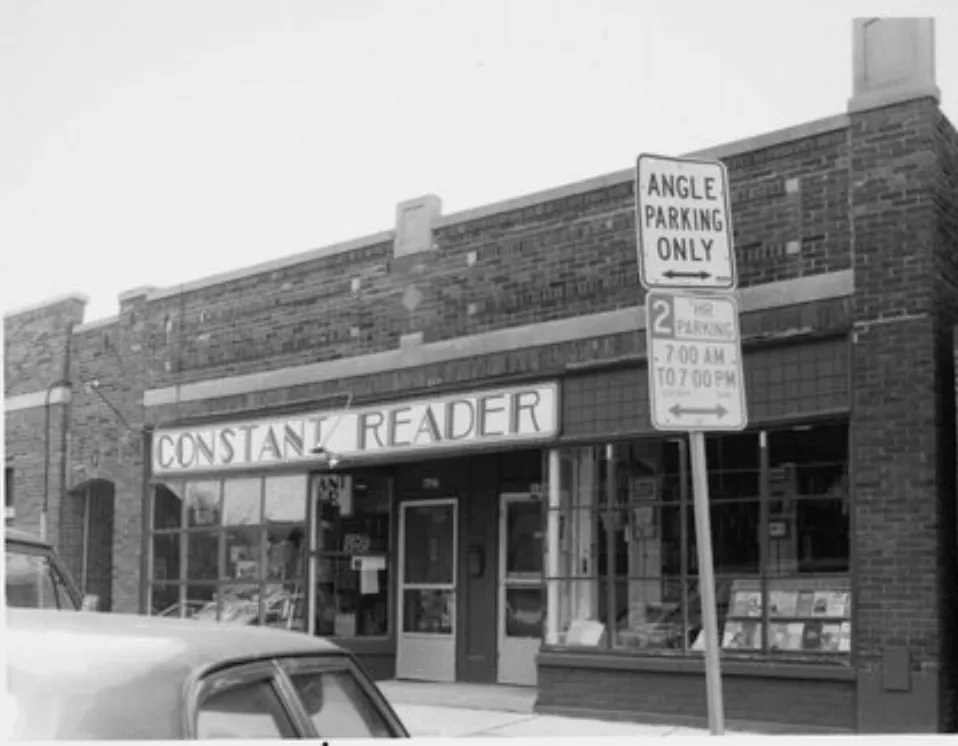 ANGLE
PARKING
ONLY
2 HR
PARKING
7 00 AM
TO 7 00 PM
CONSTANT READER